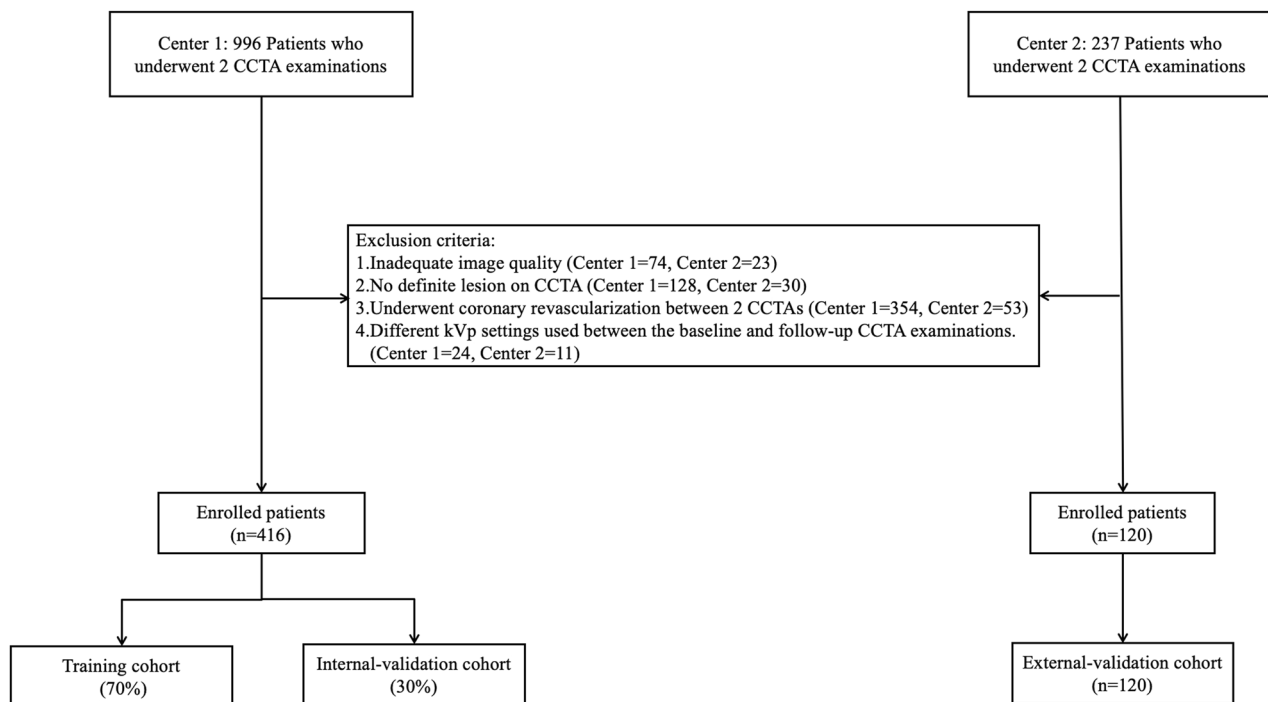 Center 1: 996 Patients who
underwent 2 CCTA examinations
Center 2: 237 Patients who
underwent 2 CCTA examinations
Exclusion criteria:
1.Inadequate image quality (Center 1=74, Center 2=23)
2.No definite lesion on CCTA (Center 1=128, Center 2=30)
3.Underwent coronary revascularization between 2 CCTAs (Center 1=354, Center 2=53)
4.Different kVp settings used between the baseline and follow-up CCTA examinations.
(Center 1=24, Center 2=11)
Enrolled patients
(n=416)
Enrolled patients
(n=120)
Training cohort
(70%)
Internal-validation cohort
(30%)
External-validation cohort
(n=120)